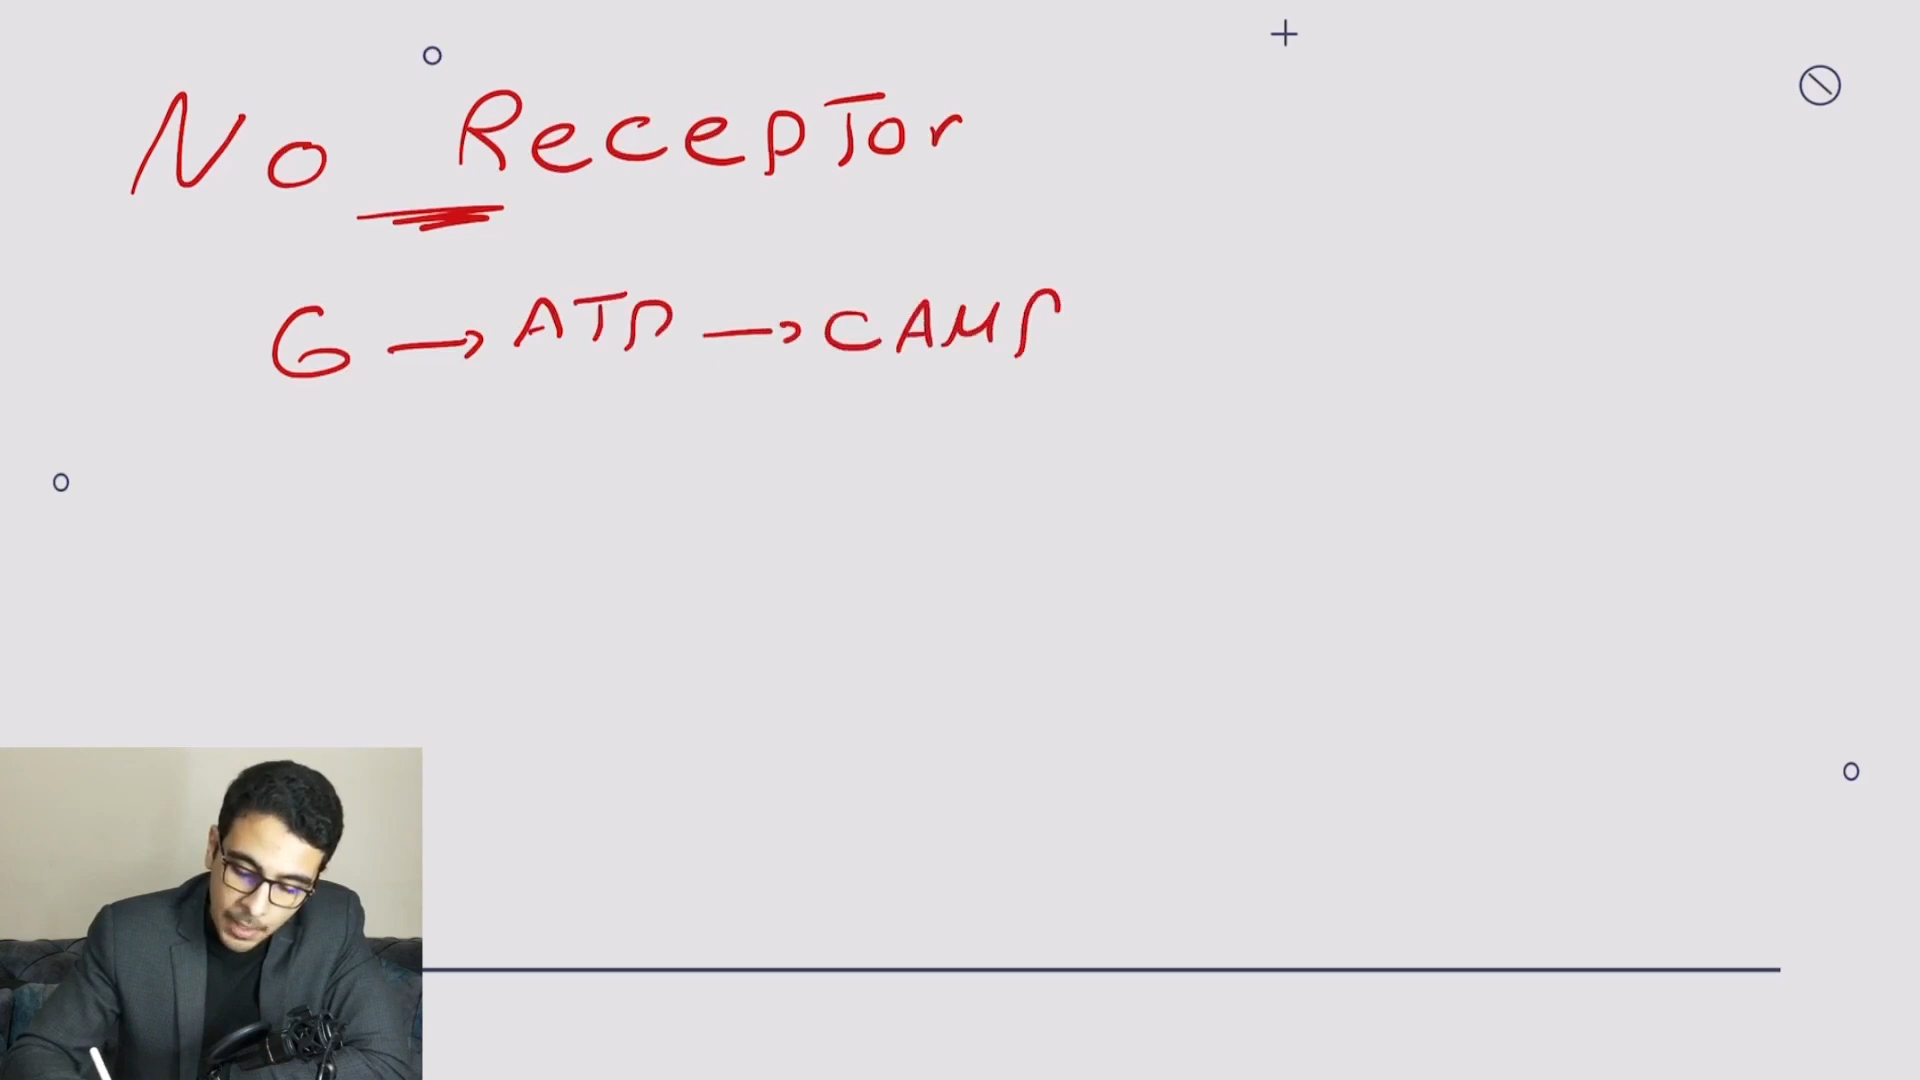 No Receptor
G → ATP → CAMP